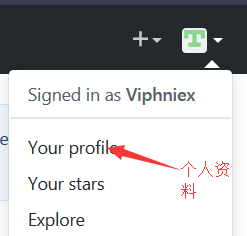 Signed in as Viphniex
Your profile
个人资
料
Your stars
Explore